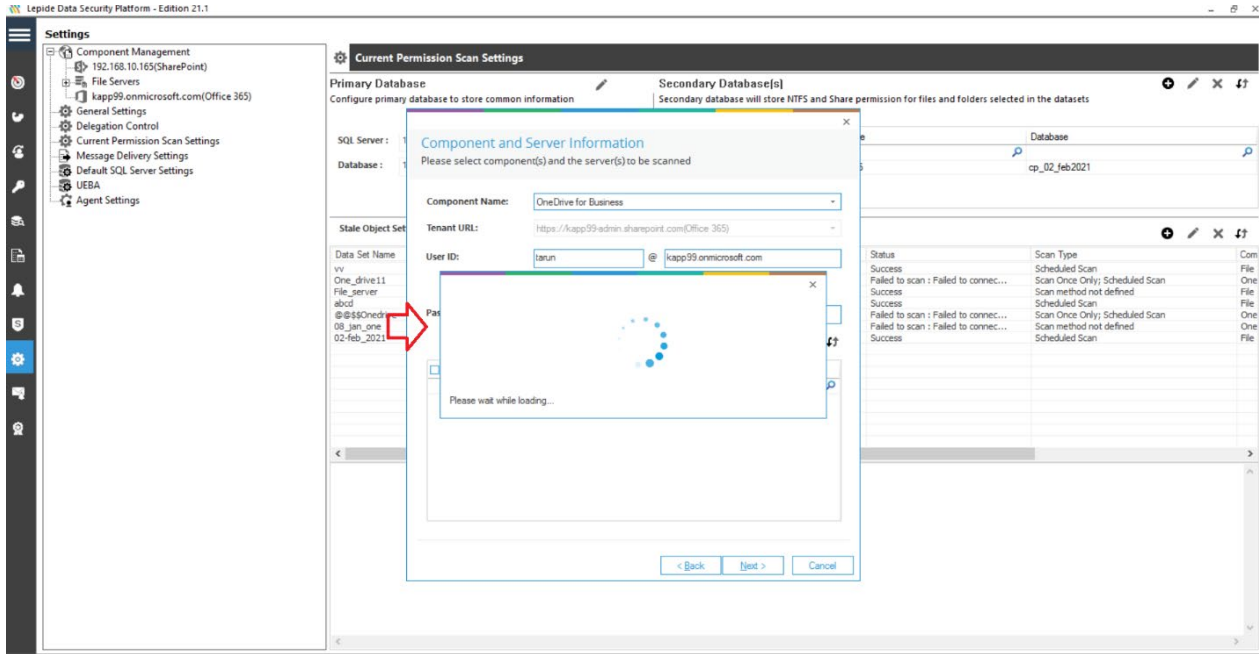 Lepide Data Security Platform - Edition 21.1
Settings
Component Management
192.168.10.165(SharePoint)
File Servers
kapp99.onmicrosoft.com(Office 365)
General Settings
Delegation Control
Current Permission Scan Settings
Message Delivery Settings
Default SQL Server Settings
UEBA
Agent Settings
Current Permission Scan Settings
Primary Database
Configure primary database to store common information
Secondary Database[s]
Secondary database will store NTFS and Share permission for files and folders selected in the datasets
SQL Server :
Database :
Database
cp_02_feb2021
Stale Object Set
Data Set Name
vv
One_drive11
File_server
abcd
@@$$Onedrive
08_jan_one
02-feb_2021
Status Scan Type Com
Success Scheduled Scan File
Failed to scan : Failed to connec... Scan Once Only; Scheduled Scan One
Success Scan method not defined File
Success Scheduled Scan File
Failed to scan : Failed to connec... Scan Once Only; Scheduled Scan One
Failed to scan : Failed to connec... Scan method not defined One
Success Scheduled Scan File
Component and Server Information
Please select component(s) and the server(s) to be scanned
Component Name: OneDrive for Business
Tenant URL: https://kapp99-admin.sharepoint.com(Office 365)
User ID: tarun @ kapp99.onmicrosoft.com
Pas
Please wait while loading...
< Back Next > Cancel